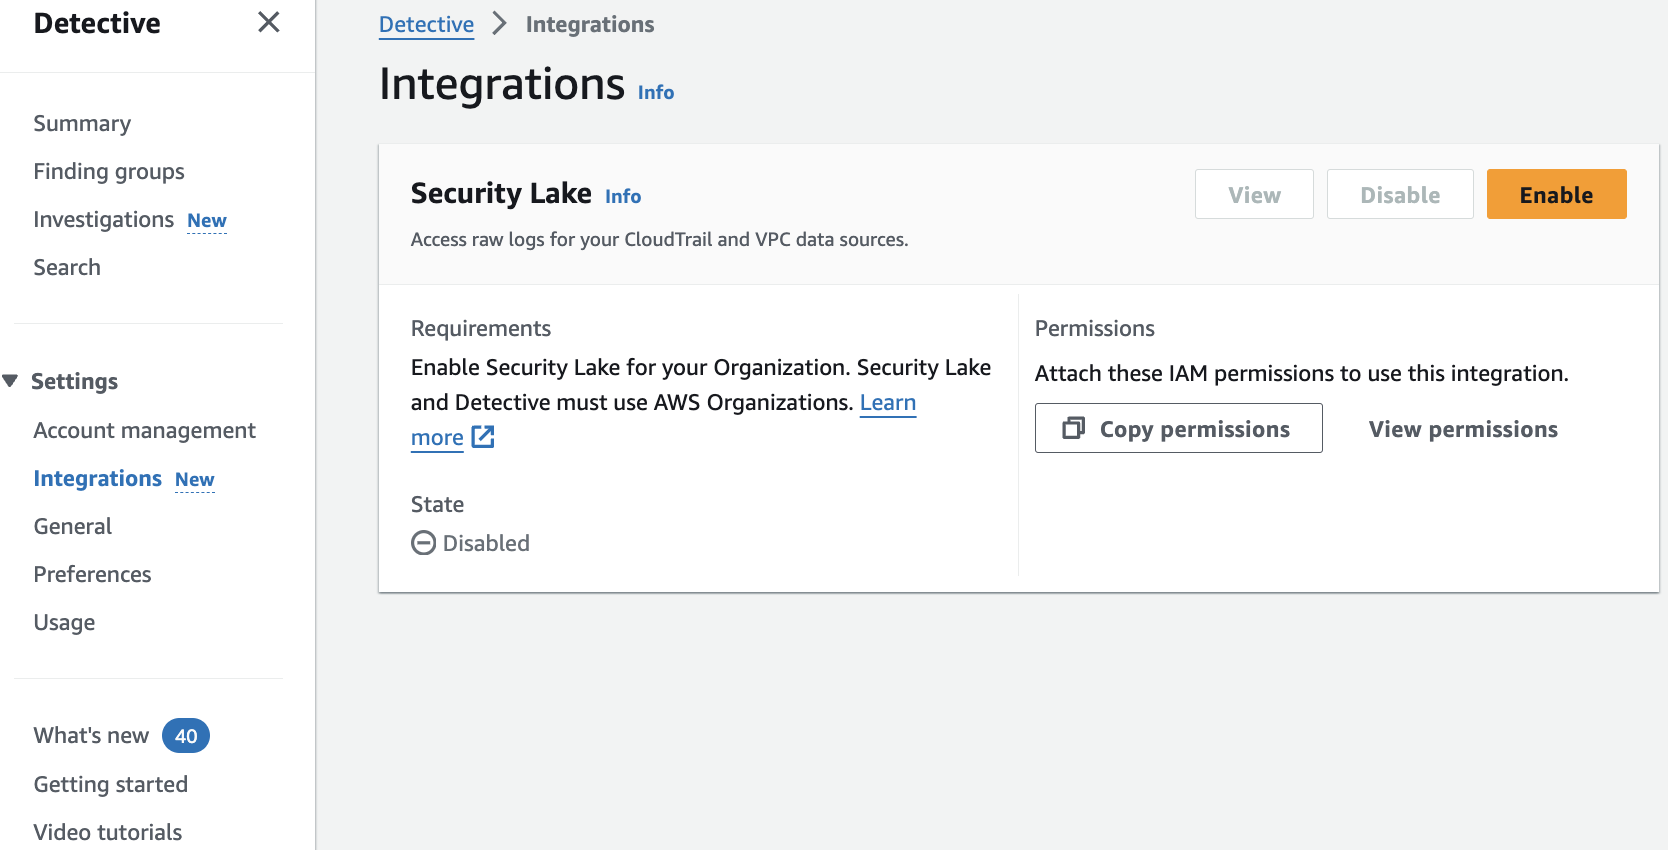 Detective
Summary
Finding groups
Investigations New
Search
Settings
Account management
Integrations New
General
Preferences
Usage
What's new 40
Getting started
Video tutorials
Detective > Integrations
Integrations Info
Security Lake Info
Access raw logs for your CloudTrail and VPC data sources.
View Disable Enable
Requirements
Enable Security Lake for your Organization. Security Lake
and Detective must use AWS Organizations. Learn
more
State
Disabled
Permissions
Attach these IAM permissions to use this integration.
Copy permissions View permissions